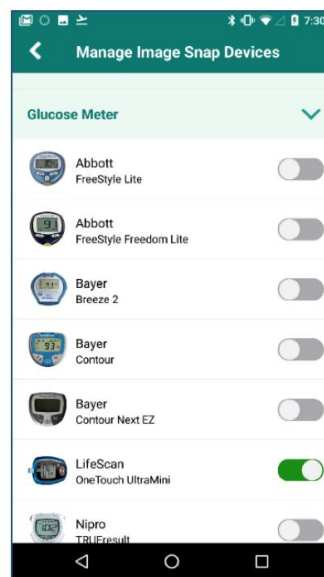 7:30
Manage Image Snap Devices
Glucose Meter
Abbott
FreeStyle Lite
Abbott
FreeStyle Freedom Lite
Bayer
Breeze 2
Bayer
Contour
Bayer
Contour Next EZ
LifeScan
OneTouch UltraMini
Nipro
TRUEresult